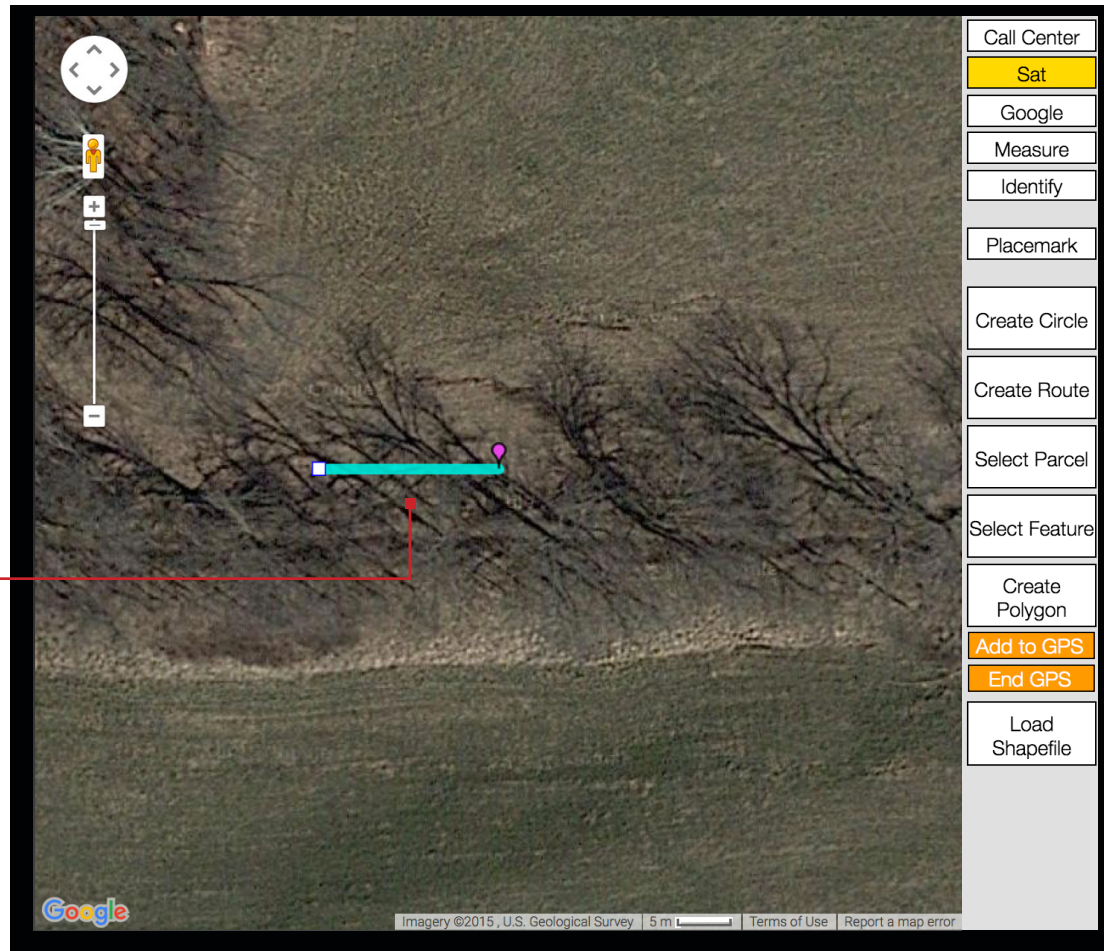 Call Center
Sat
Google
Measure
Identify
Placemark
Create Circle
Create Route
Select Parcel
Select Feature
Create
Polygon
Add to GPS
End GPS
Load
Shapefile
Google
Imagery ©2015 , U.S. Geological Survey
5 m
Terms of Use
Report a map error